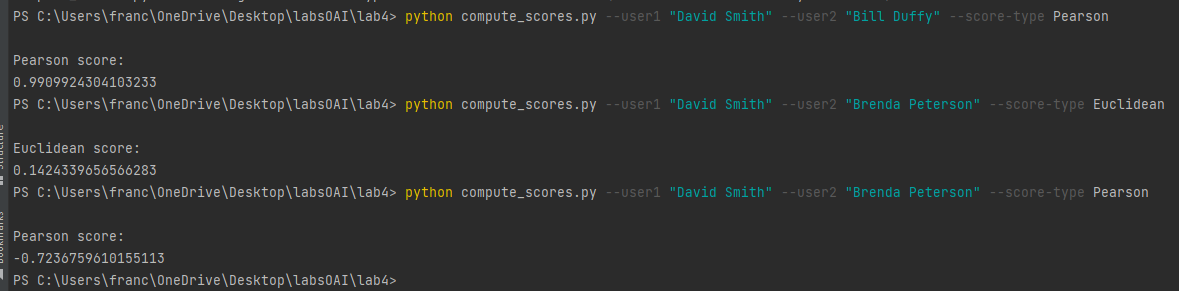 PS C:\Users\franc\OneDrive\Desktop\labsOAI\lab4> python compute_scores.py --user1 "David Smith" --user2 "Bill Duffy" --score-type Pearson
Pearson score:
0.9909924304103233
PS C:\Users\franc\OneDrive\Desktop\labsOAI\lab4> python compute_scores.py --user1 "David Smith" --user2 "Brenda Peterson" --score-type Euclidean
Euclidean score:
0.1424339656566283
PS C:\Users\franc\OneDrive\Desktop\labsOAI\lab4> python compute_scores.py --user1 "David Smith" --user2 "Brenda Peterson" --score-type Pearson
Pearson score:
-0.7236759610155113
PS C:\Users\franc\OneDrive\Desktop\labsOAI\lab4>
Structure
Bookmarks